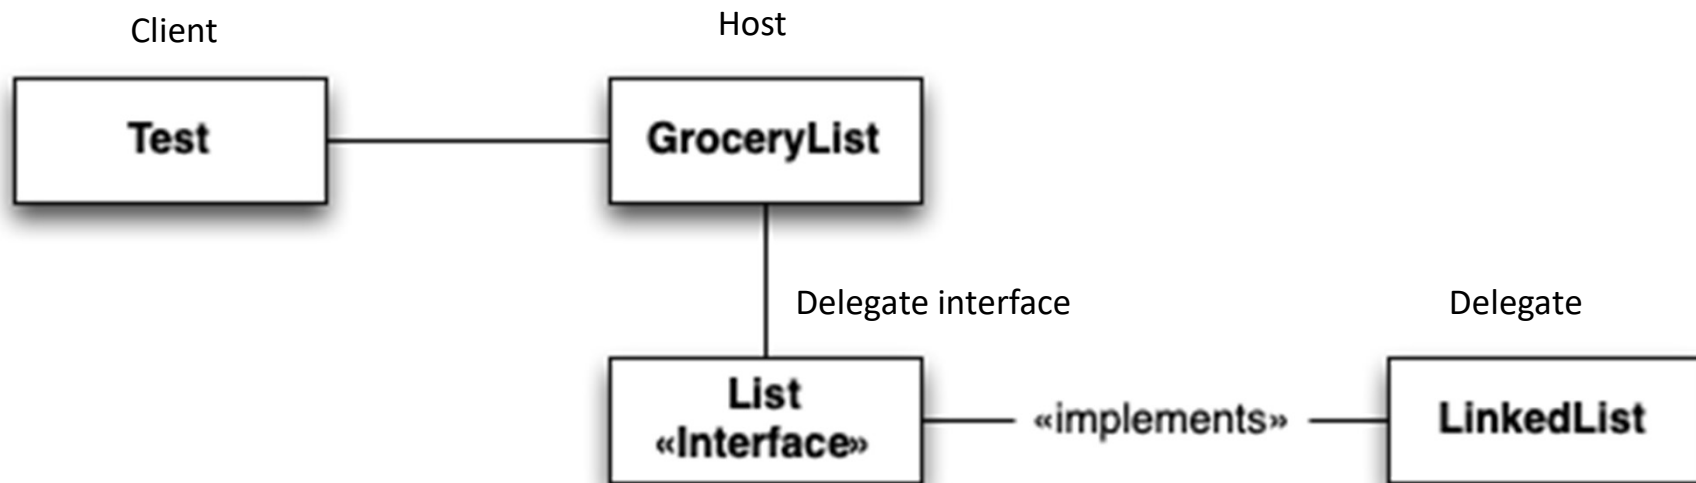 Client
Host
Test
GroceryList
Delegate interface
Delegate
List
«Interface»
«implements»
LinkedList